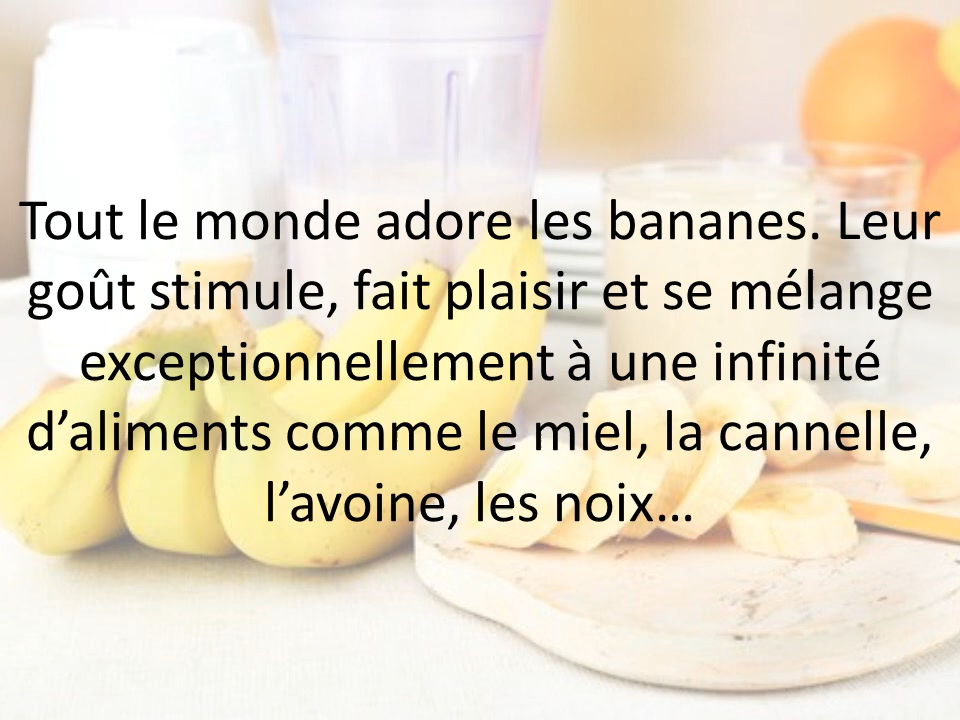 Tout le monde adore les bananes. Leur
goût stimule, fait plaisir et se mélange
exceptionnellement à une infinité
d’aliments comme le miel, la cannelle,
l’avoine, les noix…